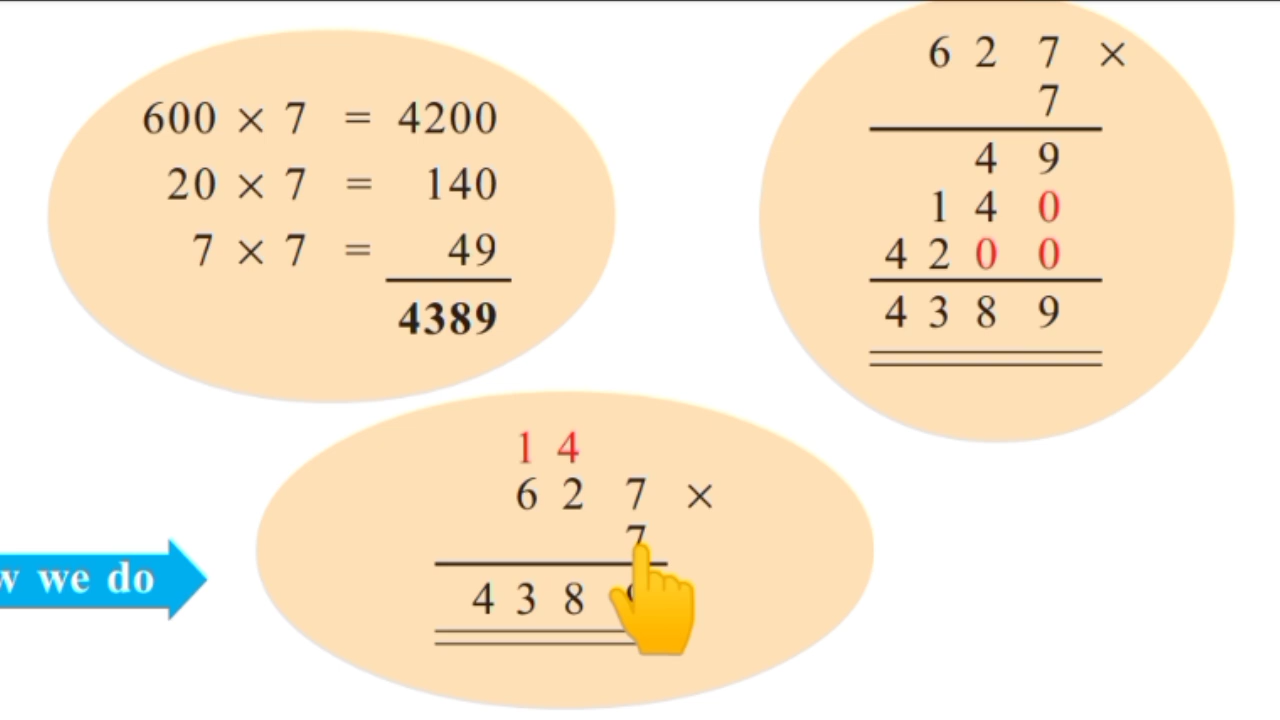 600 × 7 = 4200
20 × 7 = 140
7 × 7 = 49
4389
6 2 7 ×
7
4 9
1 4 0
4 2 0 0
4 3 8 9
1 4
6 2 7 ×
7
4 3 8
w we do